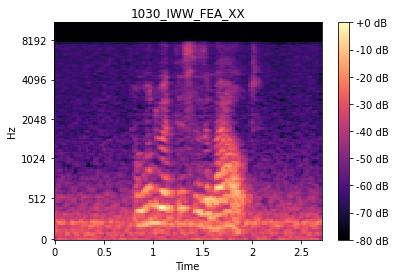 1030_IWW_FEA_XX
+0 dB
8192
-10 dB
4096
-20 dB
-30 dB
2048
Hz
-40 dB
1024
-50 dB
512
-60 dB
-70 dB
0
-80 dB
0 0.5 1 1.5 2 2.5
Time